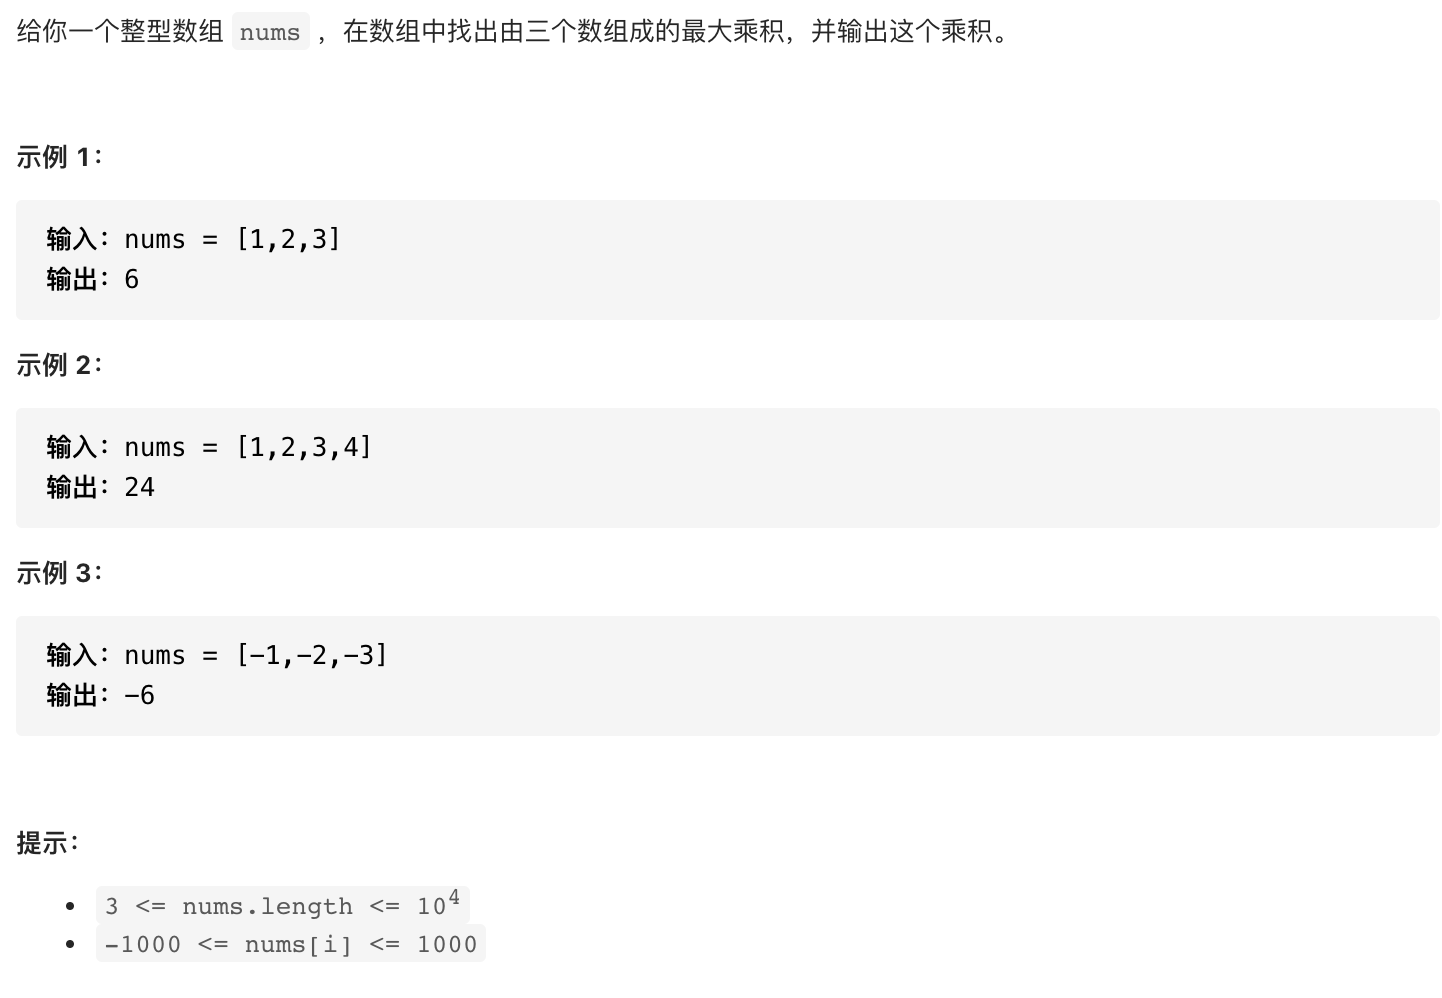 给你一个整型数组 nums ，在数组中找出由三个数组成的最大乘积，并输出这个乘积。
示例 1：
输入：nums = [1,2,3]
输出：6
示例 2：
输入：nums = [1,2,3,4]
输出：24
示例 3：
输入：nums = [-1,-2,-3]
输出：-6
提示：
• 3 <= nums.length <= 10⁴
• -1000 <= nums[i] <= 1000